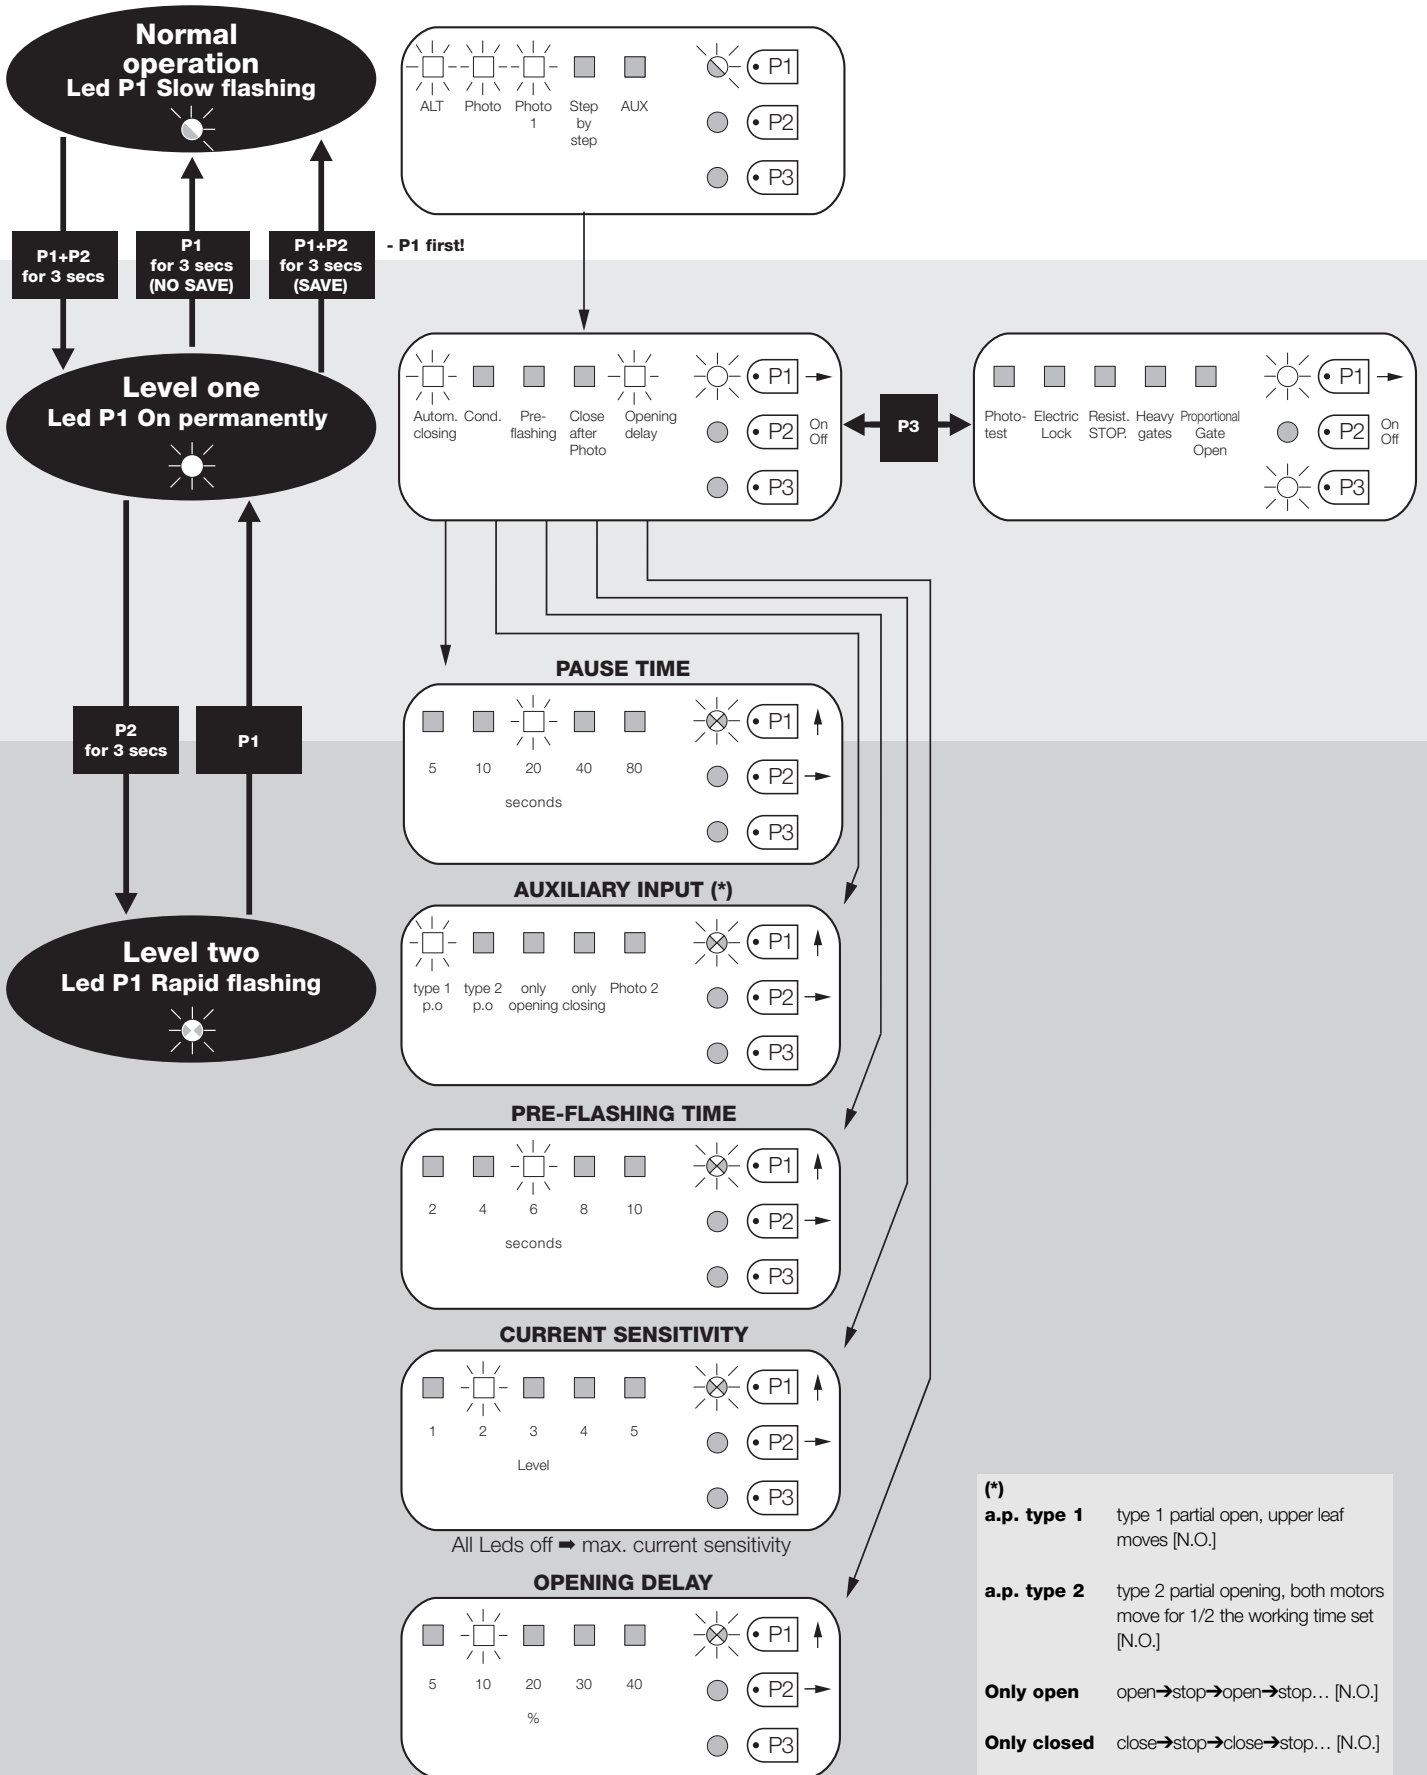 Normal
operation
Led P1 Slow flashing
P1+P2
for 3 secs
P1
for 3 secs
(NO SAVE)
P1+P2
for 3 secs
(SAVE)
- P1 first!
ALT Photo Photo 1 Step by step AUX
P1
P2
P3
Level one
Led P1 On permanently
Autom. closing Cond. Pre-flashing Close after Photo Opening delay
P1
P2 On Off
P3
P3
Photo-test Electric Lock Resist. STOP. Heavy gates Proportional Gate Open
P1
P2 On Off
P3
P2
for 3 secs
P1
Level two
Led P1 Rapid flashing
PAUSE TIME
5 10 20 40 80
seconds
P1
P2
P3
AUXILIARY INPUT (*)
type 1 p.o type 2 p.o only opening only closing Photo 2
P1
P2
P3
PRE-FLASHING TIME
2 4 6 8 10
seconds
P1
P2
P3
CURRENT SENSITIVITY
1 2 3 4 5
Level
P1
P2
P3
All Leds off ➡ max. current sensitivity
OPENING DELAY
5 10 20 30 40
%
P1
P2
P3
(*)
a.p. type 1 type 1 partial open, upper leaf
moves [N.O.]
a.p. type 2 type 2 partial opening, both motors
move for 1/2 the working time set
[N.O.]
Only open open➔stop➔open➔stop… [N.O.]
Only closed close➔stop➔close➔stop… [N.O.]